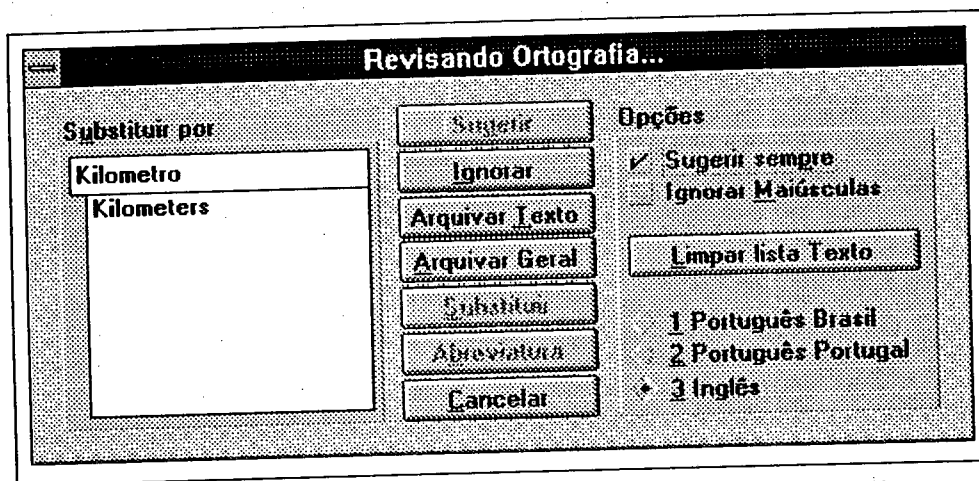 Revisando Ortografia...
Substituir por
Kilometro
Kilometers
Sugerir
Ignorar
Arquivar Texto
Arquivar Geral
Substituir
Abreviatura
Cancelar
Opções
Sugerir sempre
Ignorar Maiúsculas
Limpar lista Texto
1 Português Brasil
2 Português Portugal
3 Inglês